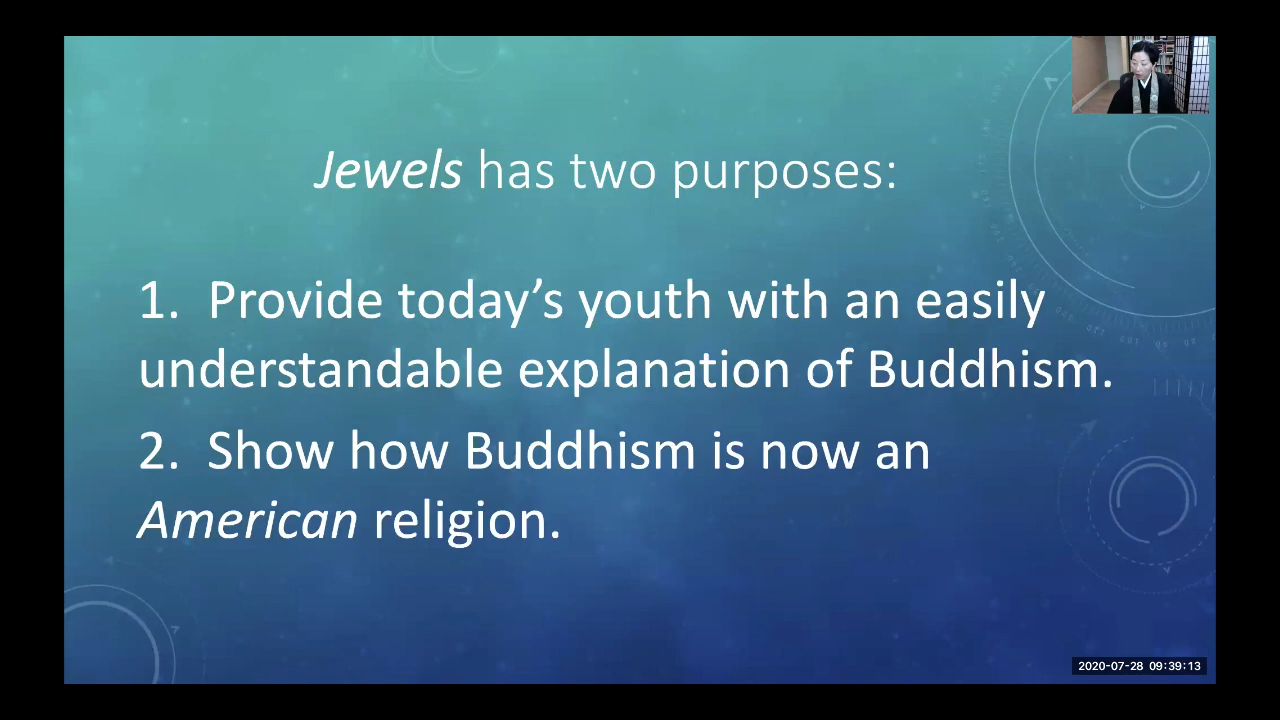 Jewels has two purposes:
1. Provide today's youth with an easily
understandable explanation of Buddhism.
2. Show how Buddhism is now an
American religion.
2020-07-28 09:39:13